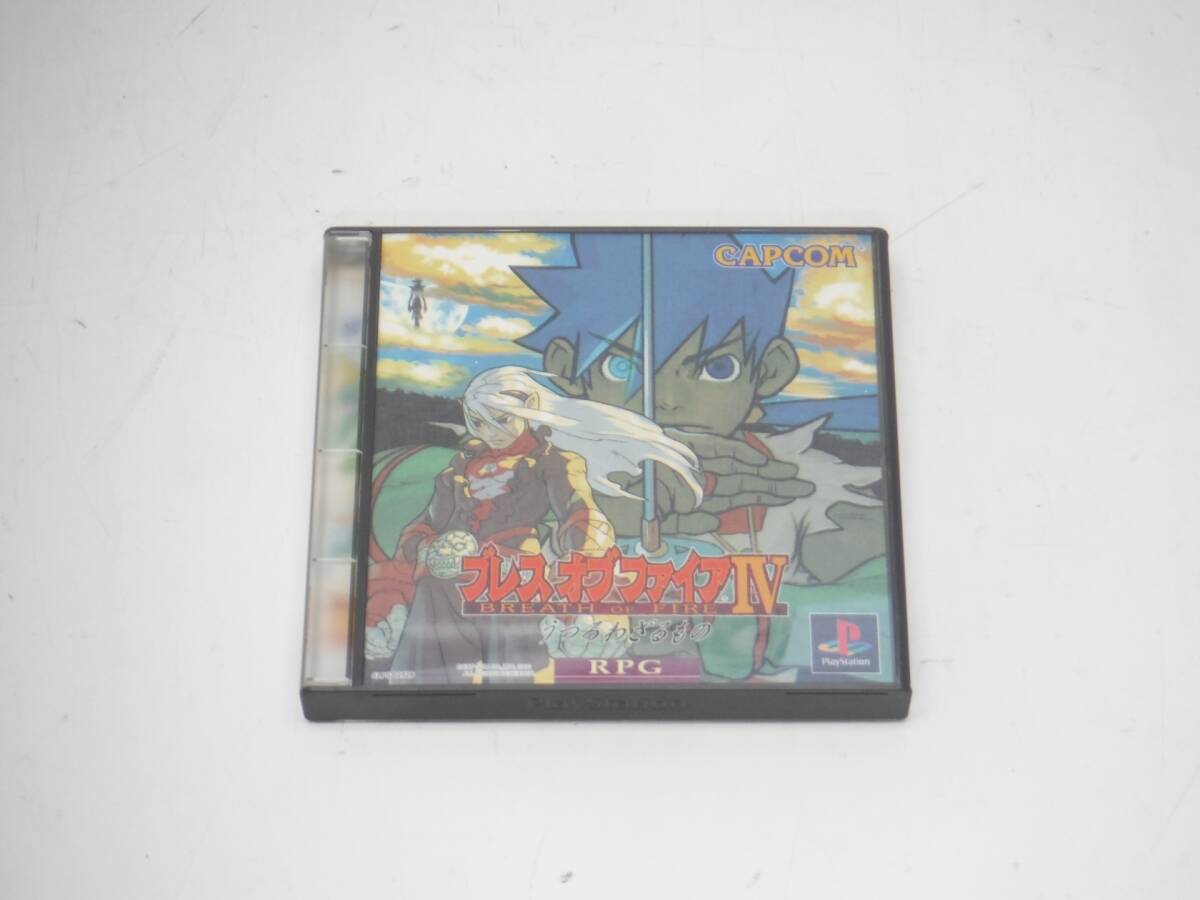 CAPCOM
ブレス オブ ファイア IV
BREATH OF FIRE
うつろわざるもの
RPG
PlayStation
PlayStation